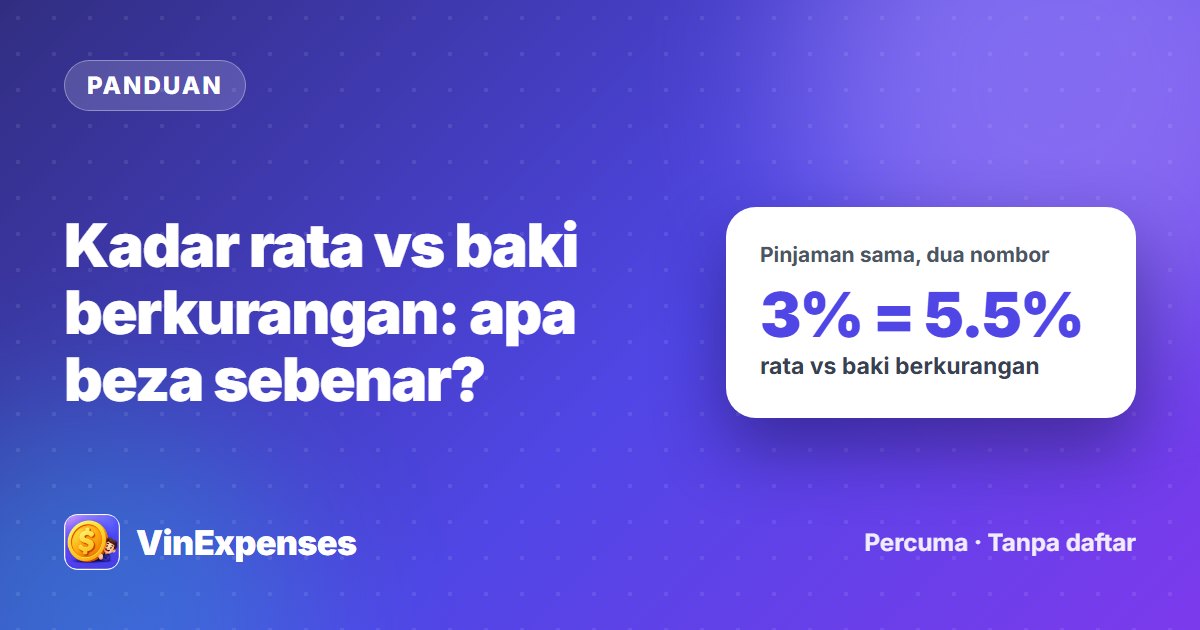 PANDUAN
Kadar rata vs baki
berkurangan: apa
beza sebenar?
Pinjaman sama, dua nombor
3% = 5.5%
rata vs baki berkurangan
VinExpenses
Percuma · Tanpa daftar